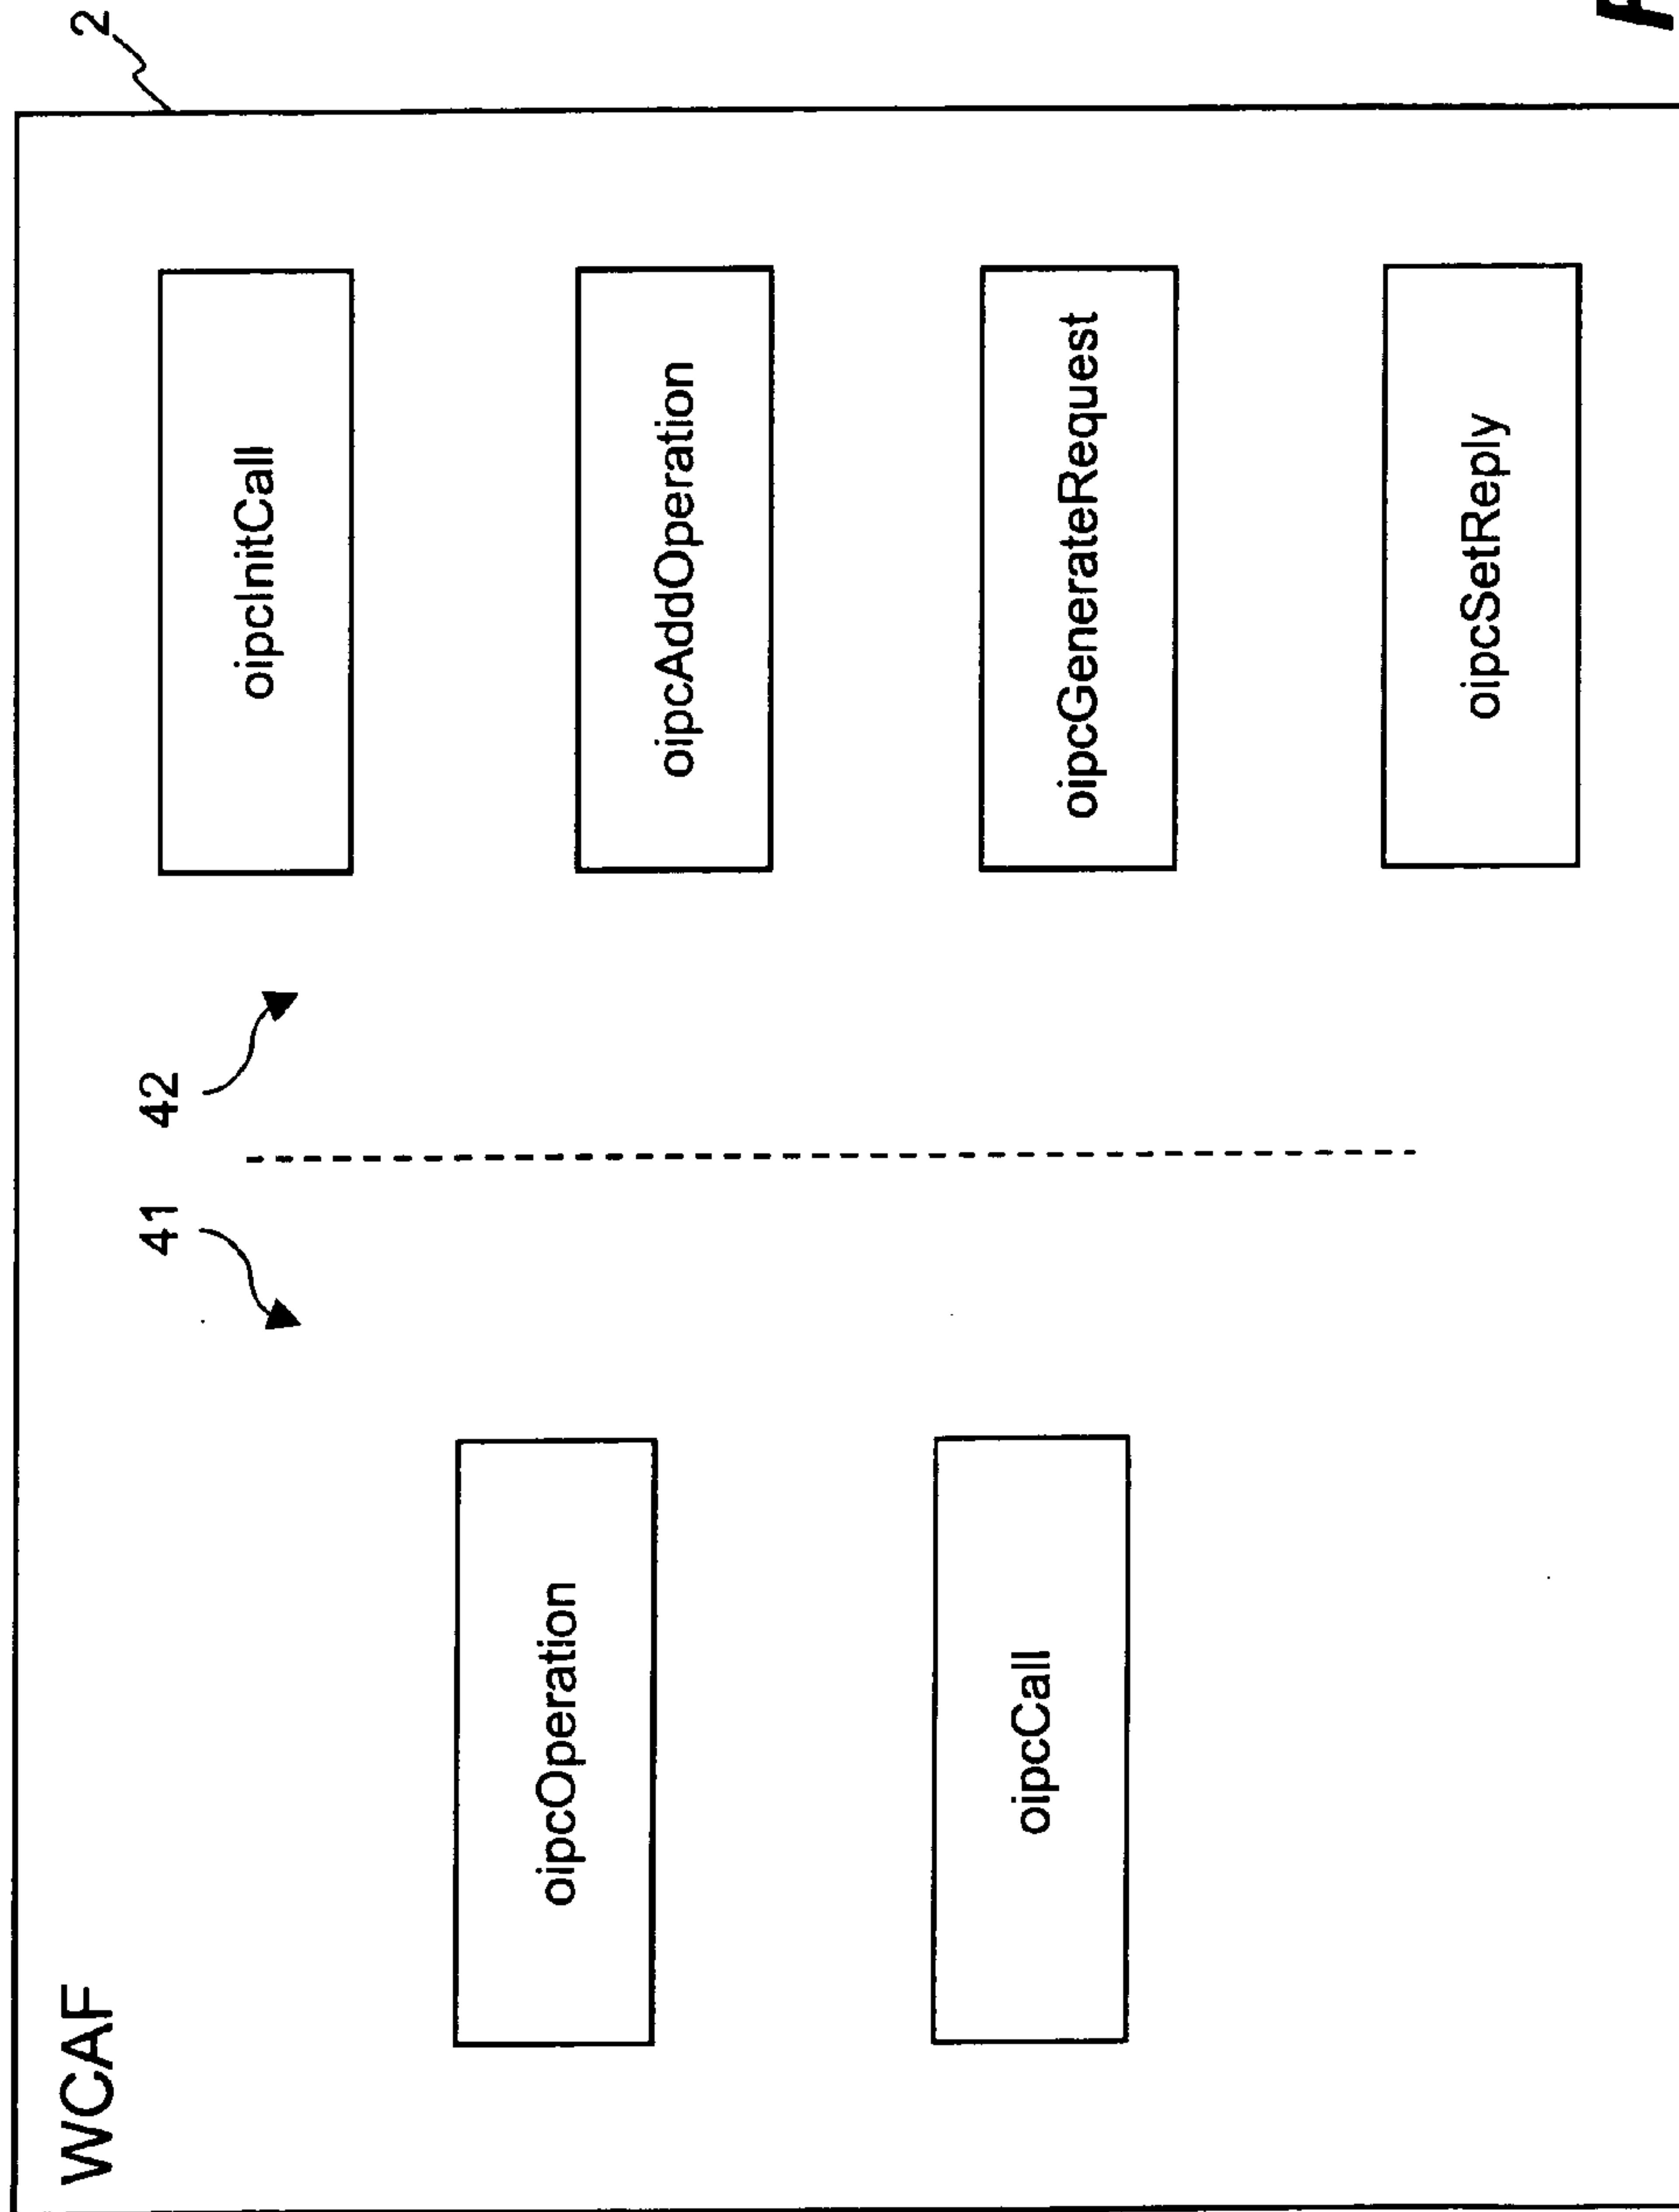 2
WCAF
41
42
oipcOperation
oipcCall
oipcInitCall
oipcAddOperation
oipcGenerateRequest
oipcSetReply